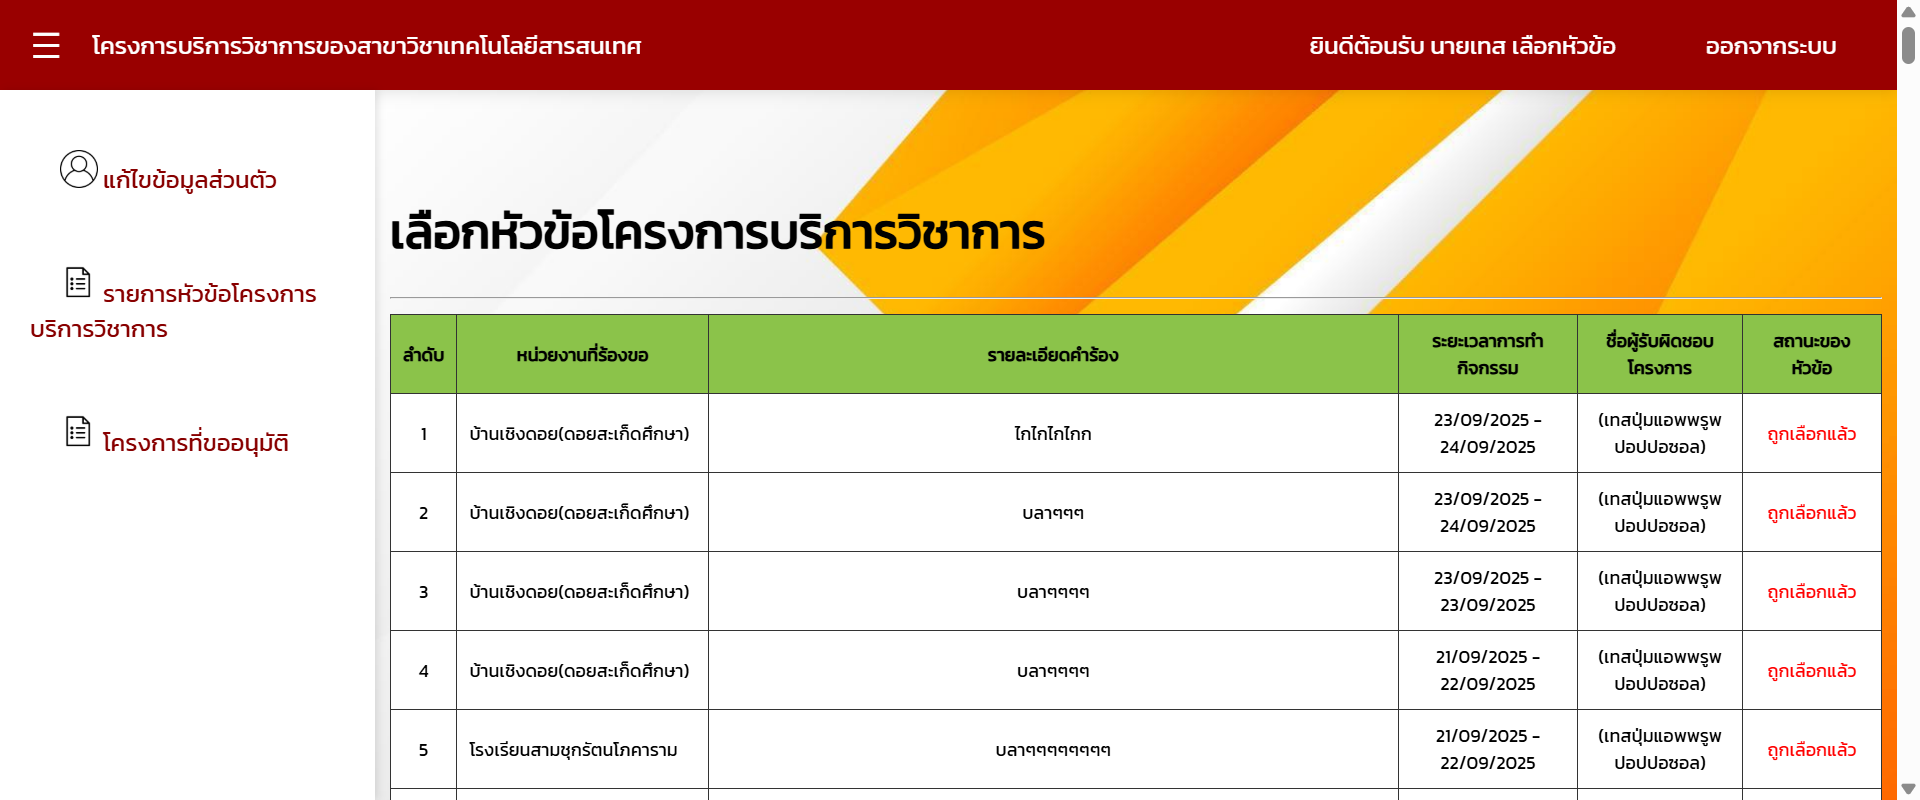 ☰ โครงการบริการวิชาการของสาขาวิชาเทคโนโลยีสารสนเทศ ยินดีต้อนรับ นายเทส เลือกหัวข้อ ออกจากระบบ
แก้ไขข้อมูลส่วนตัว
รายการหัวข้อโครงการ
บริการวิชาการ
โครงการที่ขออนุมัติ
เลือกหัวข้อโครงการบริการวิชาการ
ลำดับ หน่วยงานที่ร้องขอ รายละเอียดคำร้อง ระยะเวลาการทำ กิจกรรม ชื่อผู้รับผิดชอบ โครงการ สถานะของ หัวข้อ
1 บ้านเชิงดอย(ดอยสะเก็ดศึกษา) ไกไกไกไกก 23/09/2025 - 24/09/2025 (เทสปุ่มแอพพรูพ ปอปปอซอล) ถูกเลือกแล้ว
2 บ้านเชิงดอย(ดอยสะเก็ดศึกษา) บลาๆๆๆ 23/09/2025 - 24/09/2025 (เทสปุ่มแอพพรูพ ปอปปอซอล) ถูกเลือกแล้ว
3 บ้านเชิงดอย(ดอยสะเก็ดศึกษา) บลาๆๆๆๆ 23/09/2025 - 23/09/2025 (เทสปุ่มแอพพรูพ ปอปปอซอล) ถูกเลือกแล้ว
4 บ้านเชิงดอย(ดอยสะเก็ดศึกษา) บลาๆๆๆๆ 21/09/2025 - 22/09/2025 (เทสปุ่มแอพพรูพ ปอปปอซอล) ถูกเลือกแล้ว
5 โรงเรียนสามชุกรัตนโภคาราม บลาๆๆๆๆๆๆๆๆ 21/09/2025 - 22/09/2025 (เทสปุ่มแอพพรูพ ปอปปอซอล) ถูกเลือกแล้ว